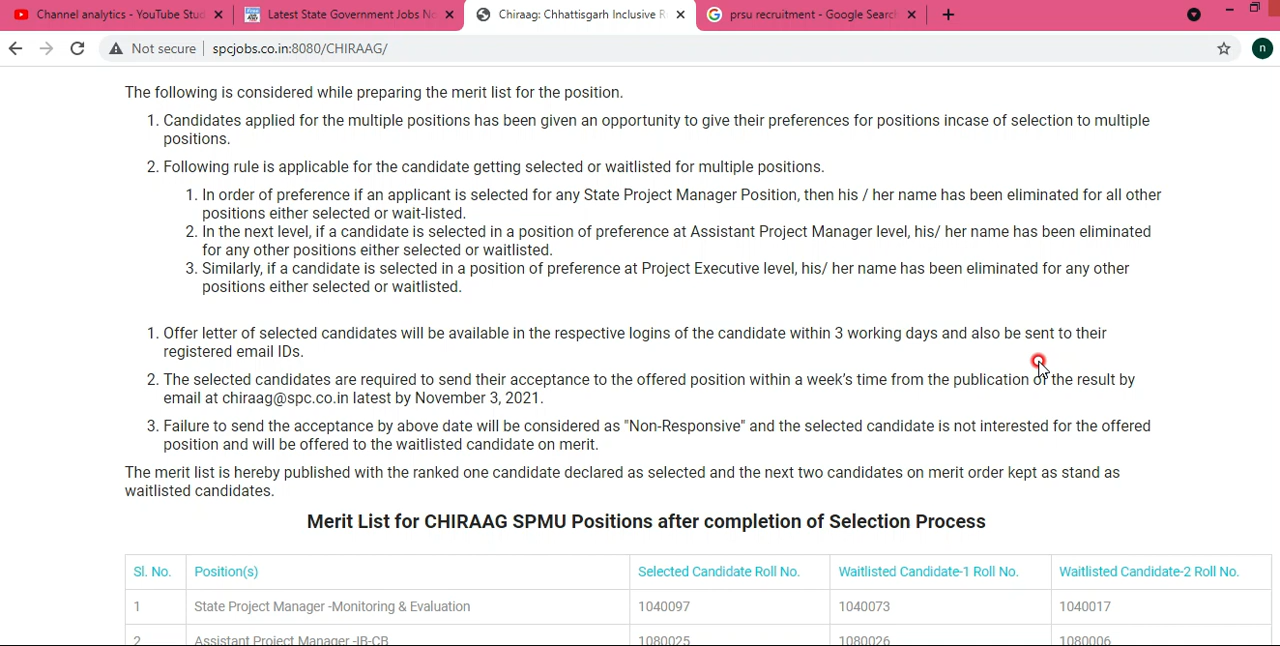 Channel analytics - YouTube Stud
Latest State Government Jobs No
Chiraag: Chhattisgarh Inclusive R
prsu recruitment - Google Search
Not secure
spcjobs.co.in:8080/CHIRAAG/
n
The following is considered while preparing the merit list for the position.
1. Candidates applied for the multiple positions has been given an opportunity to give their preferences for positions incase of selection to multiple
positions.
2. Following rule is applicable for the candidate getting selected or waitlisted for multiple positions.
1. In order of preference if an applicant is selected for any State Project Manager Position, then his / her name has been eliminated for all other
positions either selected or wait-listed.
2. In the next level, if a candidate is selected in a position of preference at Assistant Project Manager level, his/ her name has been eliminated
for any other positions either selected or waitlisted.
3. Similarly, if a candidate is selected in a position of preference at Project Executive level, his/ her name has been eliminated for any other
positions either selected or waitlisted.
1. Offer letter of selected candidates will be available in the respective logins of the candidate within 3 working days and also be sent to their
registered email IDs.
2. The selected candidates are required to send their acceptance to the offered position within a week's time from the publication of the result by
email at chiraag@spc.co.in latest by November 3, 2021.
3. Failure to send the acceptance by above date will be considered as "Non-Responsive" and the selected candidate is not interested for the offered
position and will be offered to the waitlisted candidate on merit.
The merit list is hereby published with the ranked one candidate declared as selected and the next two candidates on merit order kept as stand as
waitlisted candidates.
Merit List for CHIRAAG SPMU Positions after completion of Selection Process
Sl. No. Position(s) Selected Candidate Roll No. Waitlisted Candidate-1 Roll No. Waitlisted Candidate-2 Roll No.
1 State Project Manager -Monitoring & Evaluation 1040097 1040073 1040017
2 Assistant Project Manager -IB-CB 1080025 1080026 1080006